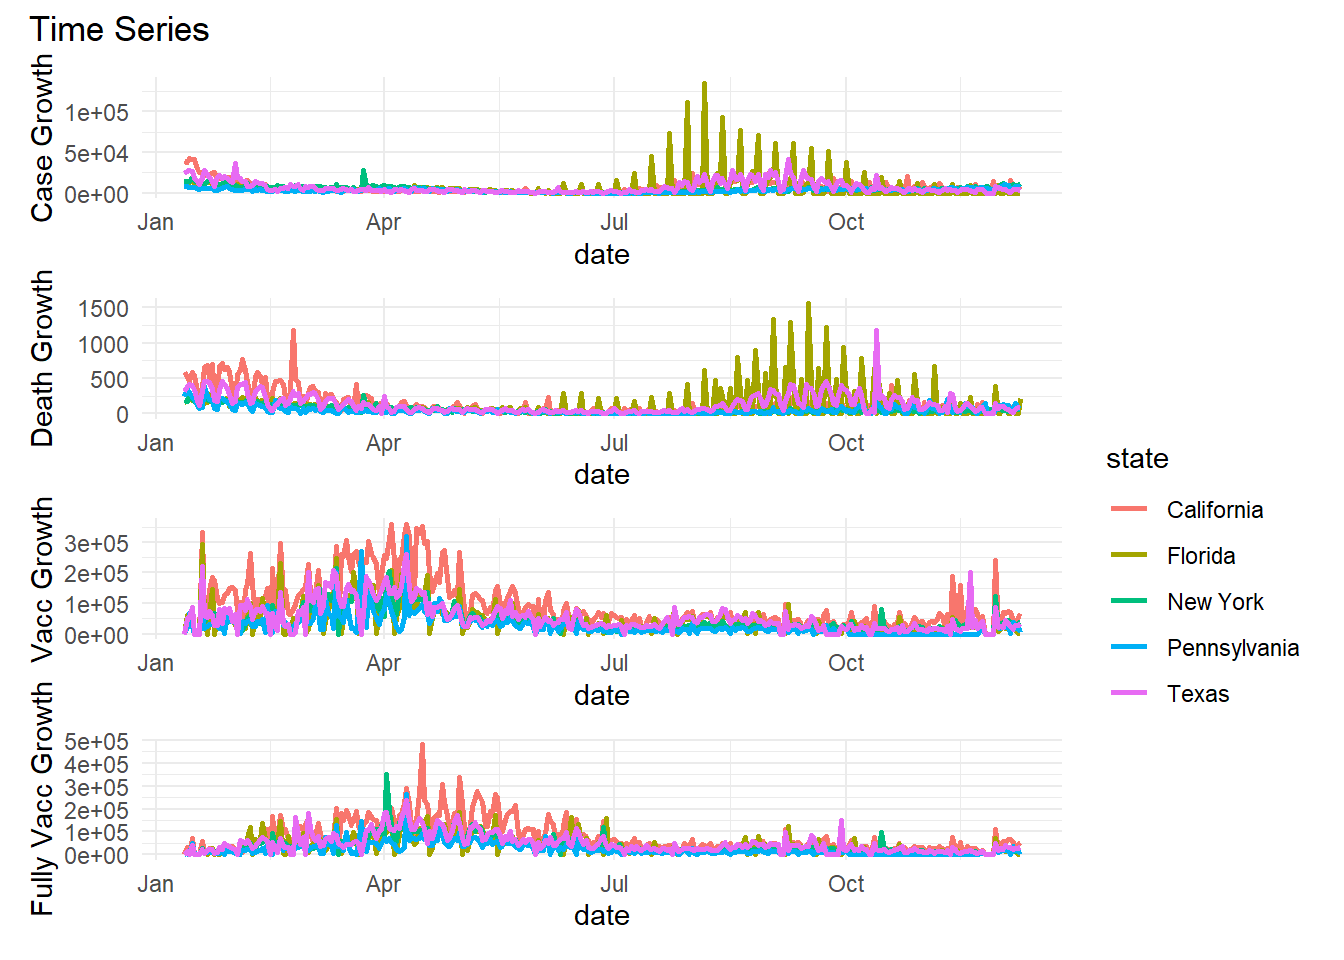 Time Series
Case Growth
1e+05
5e+04
0e+00
Jan Apr Jul Oct
date
Death Growth
1500
1000
500
0
Jan Apr Jul Oct
date
Vacc Growth
3e+05
2e+05
1e+05
0e+00
Jan Apr Jul Oct
date
Fully Vacc Growth
5e+05
4e+05
3e+05
2e+05
1e+05
0e+00
Jan Apr Jul Oct
date
state
California
Florida
New York
Pennsylvania
Texas